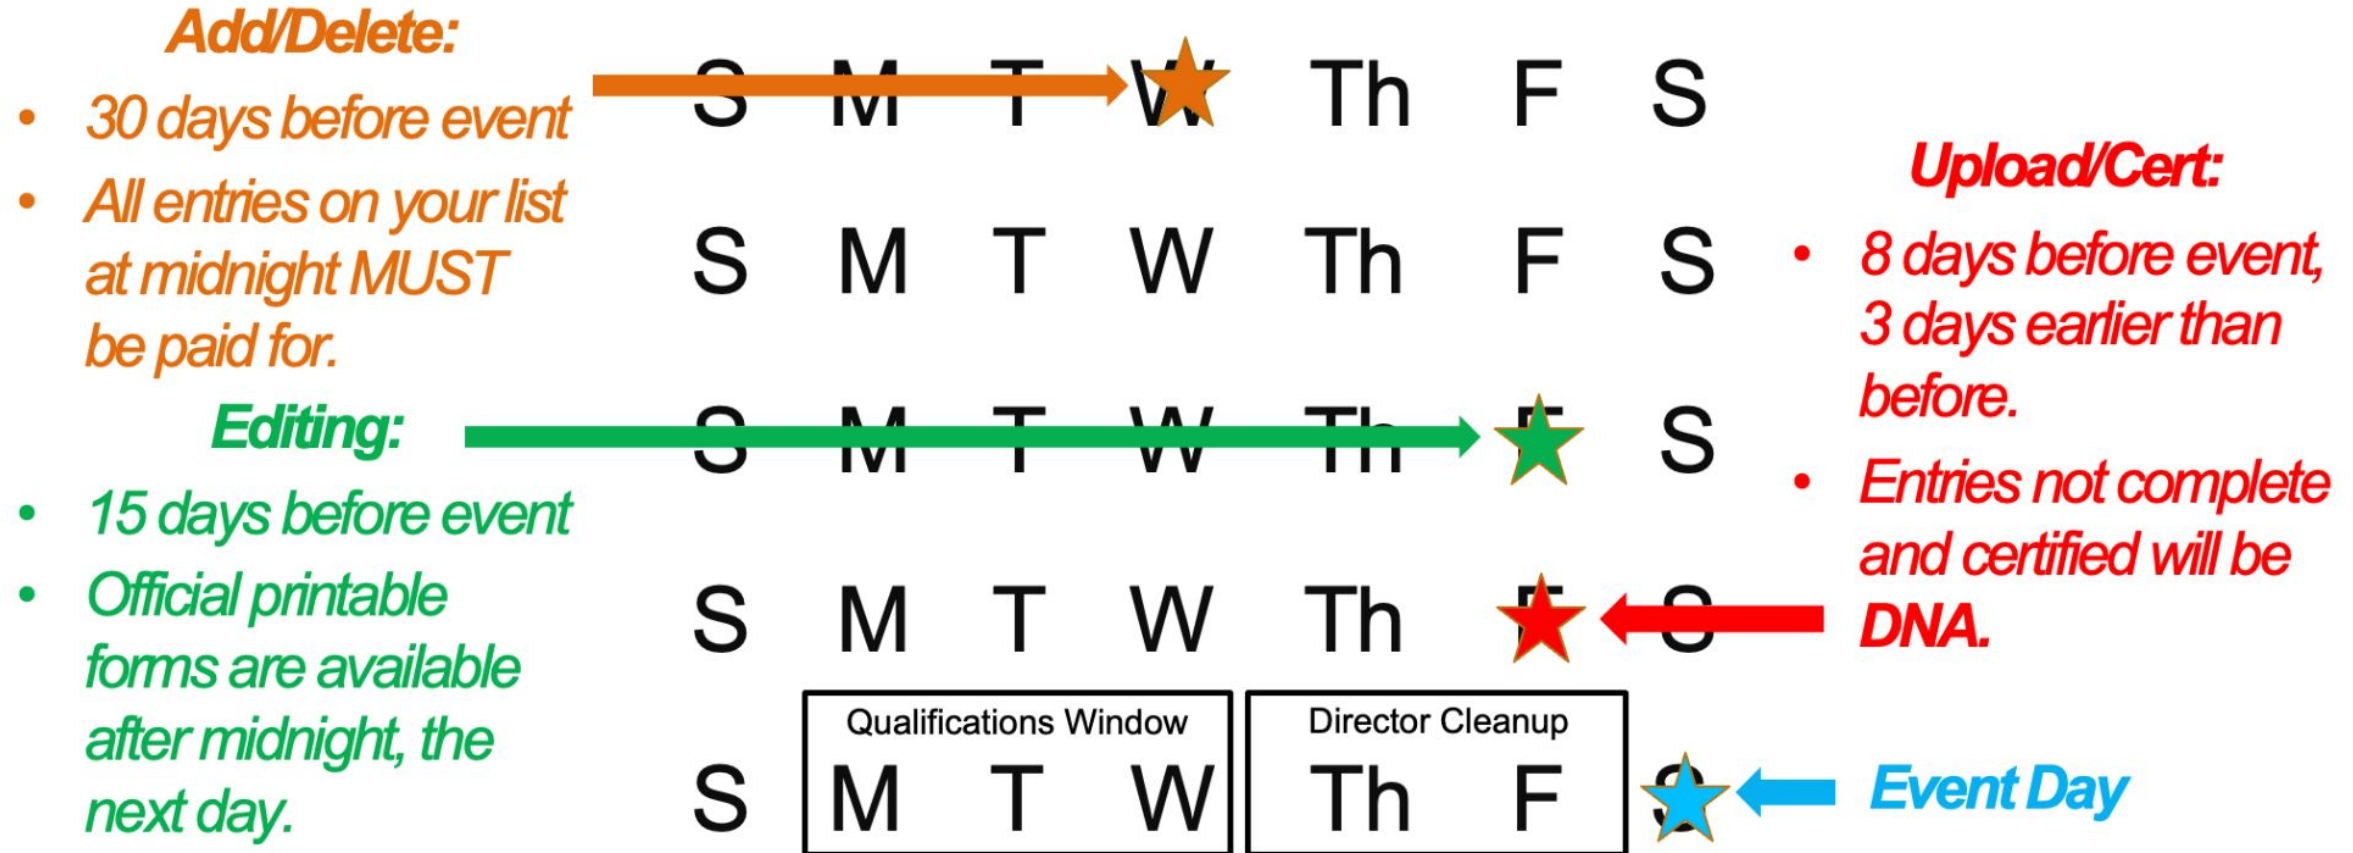 Add/Delete:
• 30 days before event
• All entries on your list
at midnight MUST
be paid for.
Editing:
• 15 days before event
• Official printable
forms are available
after midnight, the
next day.
S M T W Th F S
S M T W Th F S
S M T W Th F S
S M T W Th F S
Qualifications Window
Director Cleanup
S M T W Th F S
Upload/Cert:
• 8 days before event,
3 days earlier than
before.
• Entries not complete
and certified will be
DNA.
Event Day